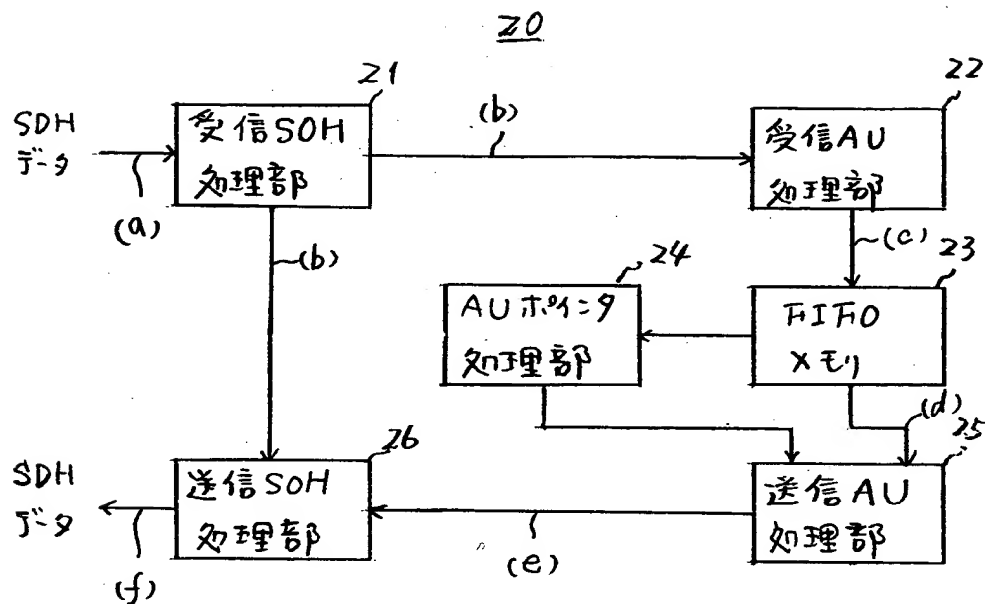 20
21
22
SDH
データ
(a)
受信SOH
処理部
(b)
受信AU
処理部
(b)
(c)
23
24
AUポインタ
処理部
FIFO
メモリ
(d)
25
26
SDH
データ
(f)
送信SOH
処理部
(e)
送信AU
処理部